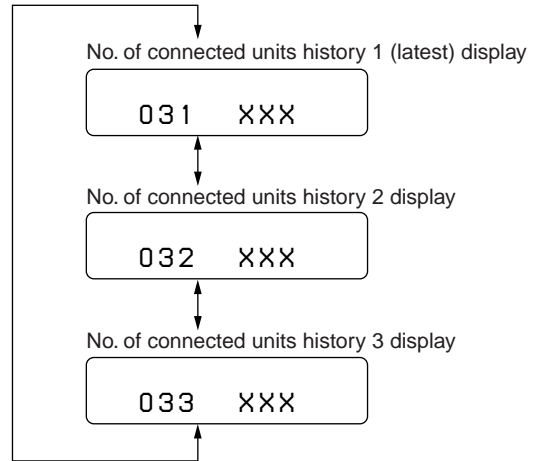 No. of connected units history 1 (latest) display
031 XXX
No. of connected units history 2 display
032 XXX
No. of connected units history 3 display
033 XXX